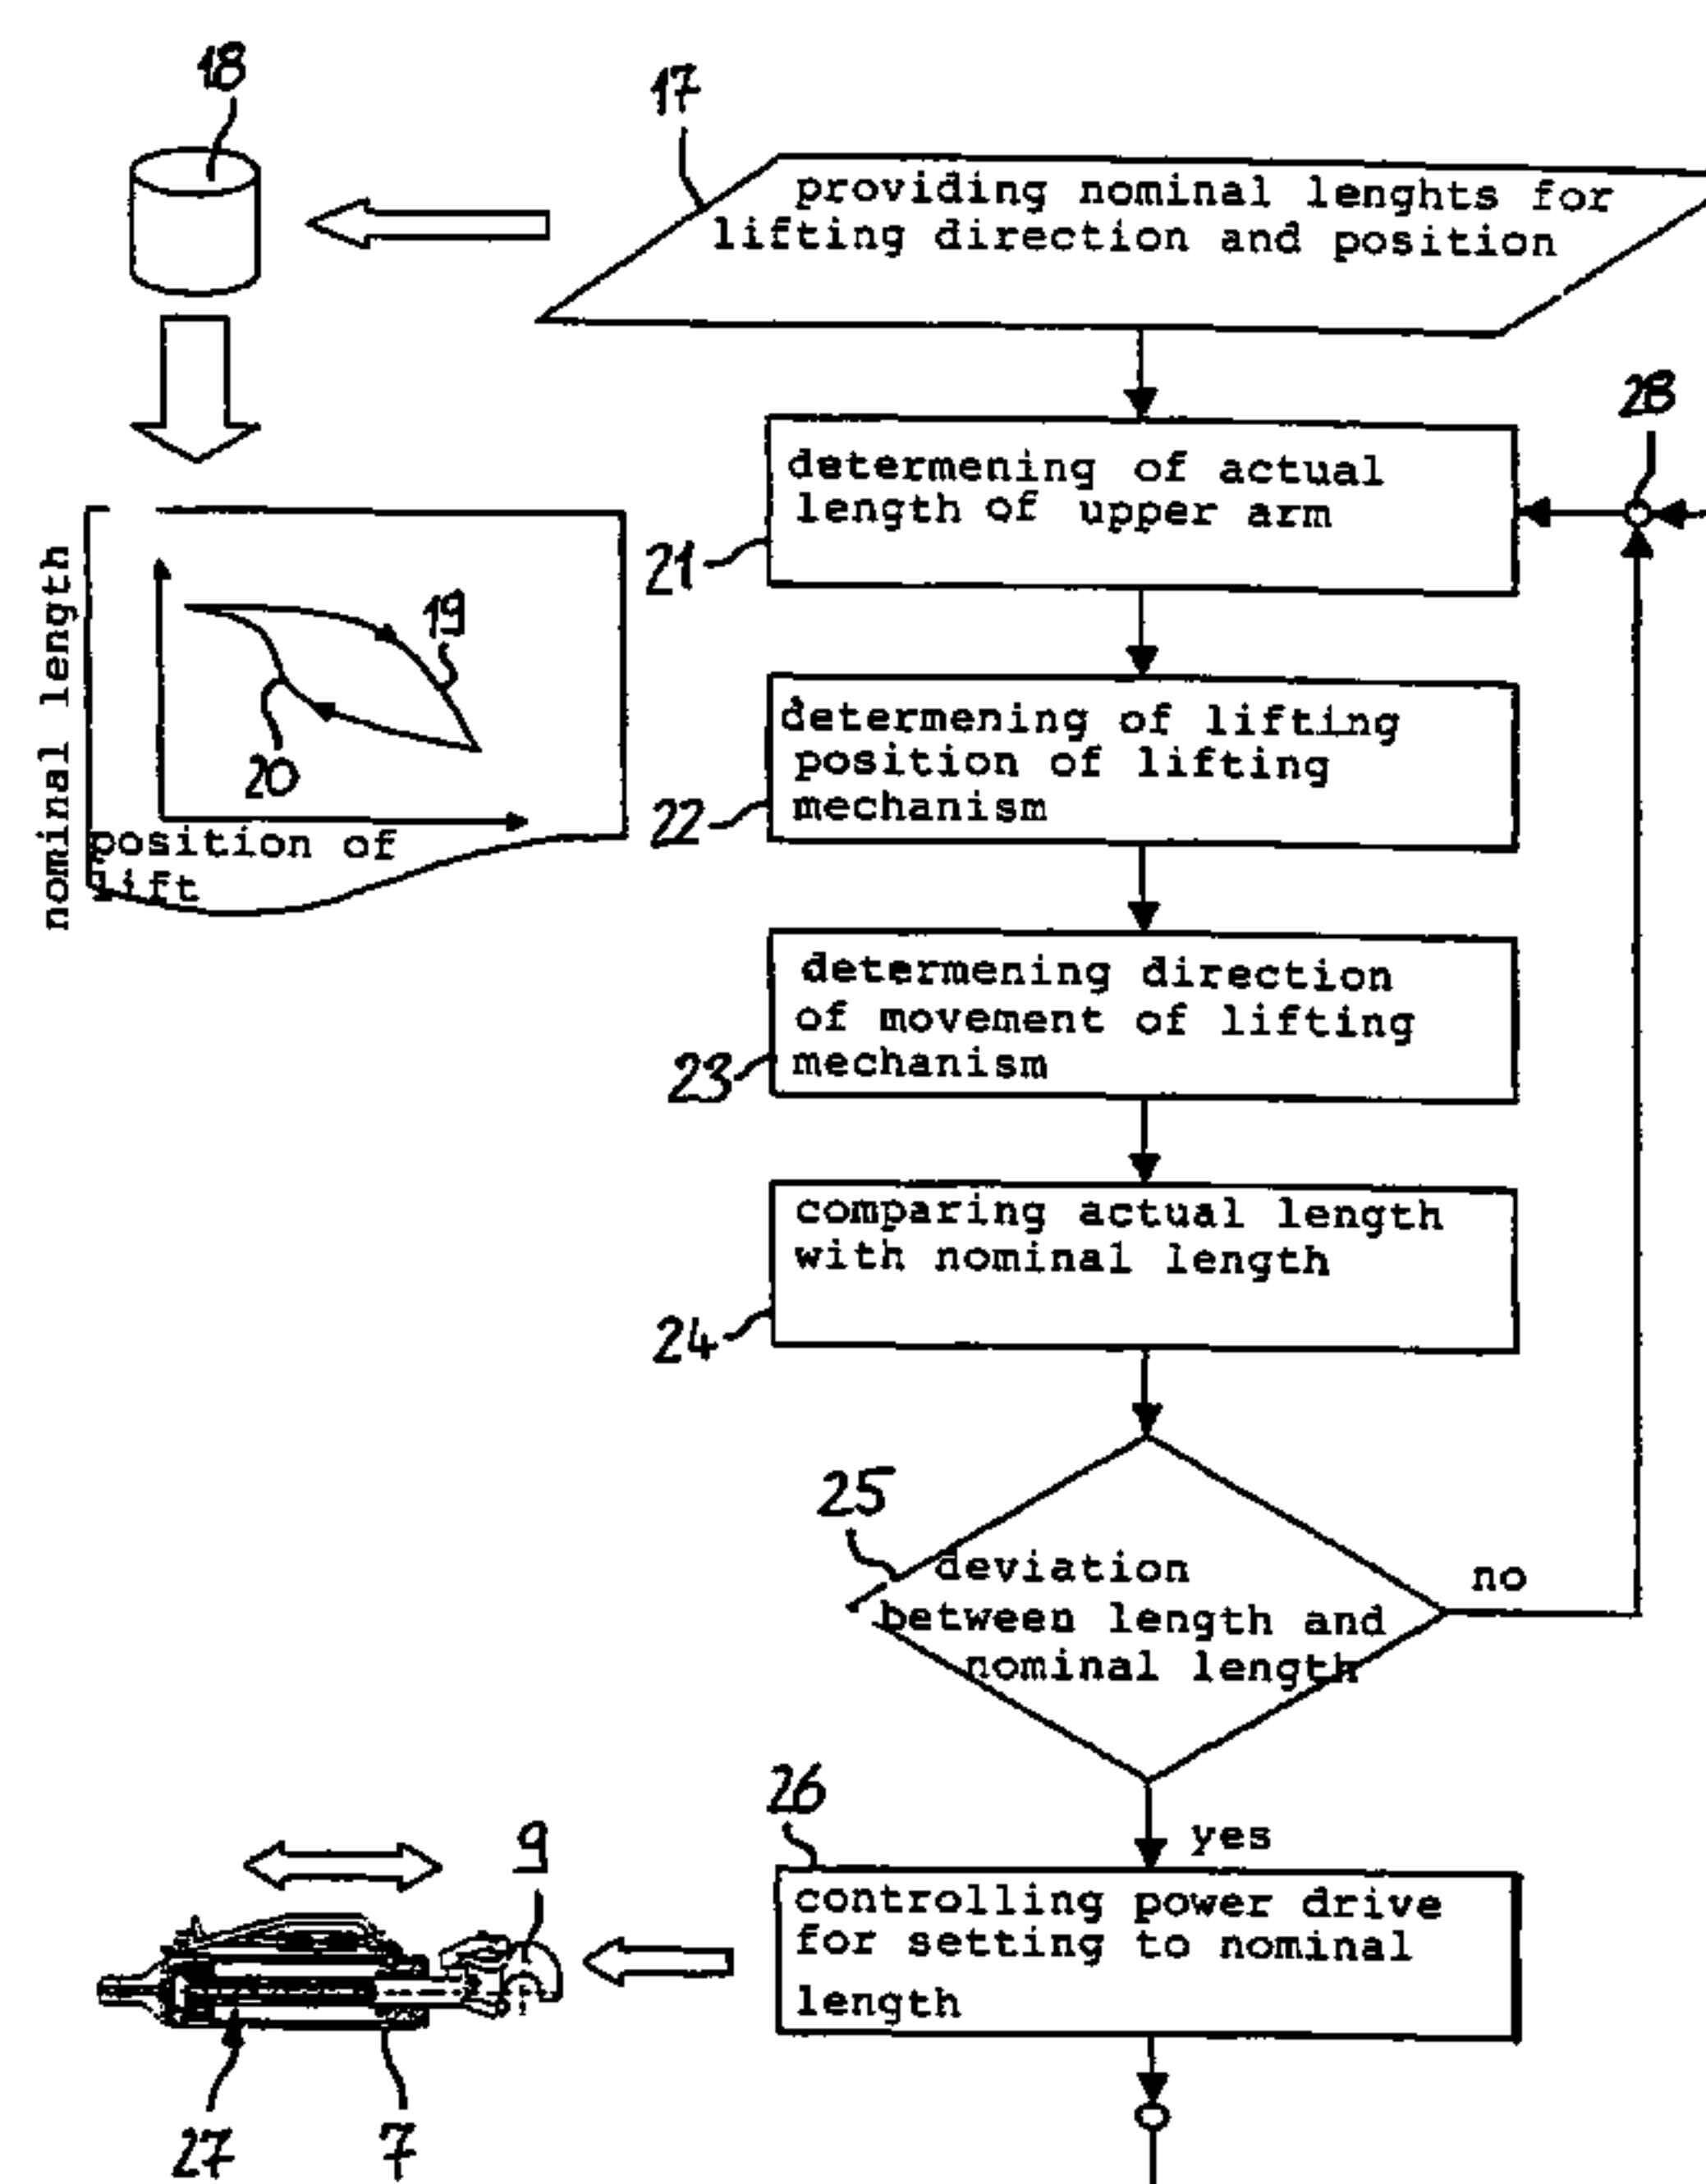 18
17
providing nominal lenghts for
lifting direction and position
28
determening of actual
length of upper arm
21
nominal length
19
20
position of
lift
determening of lifting
position of lifting
mechanism
22
determening direction
of movement of lifting
mechanism
23
comparing actual length
with nominal length
24
25
deviation
between length and
nominal length
no
26
yes
9
controlling power drive
for setting to nominal
length
27
7